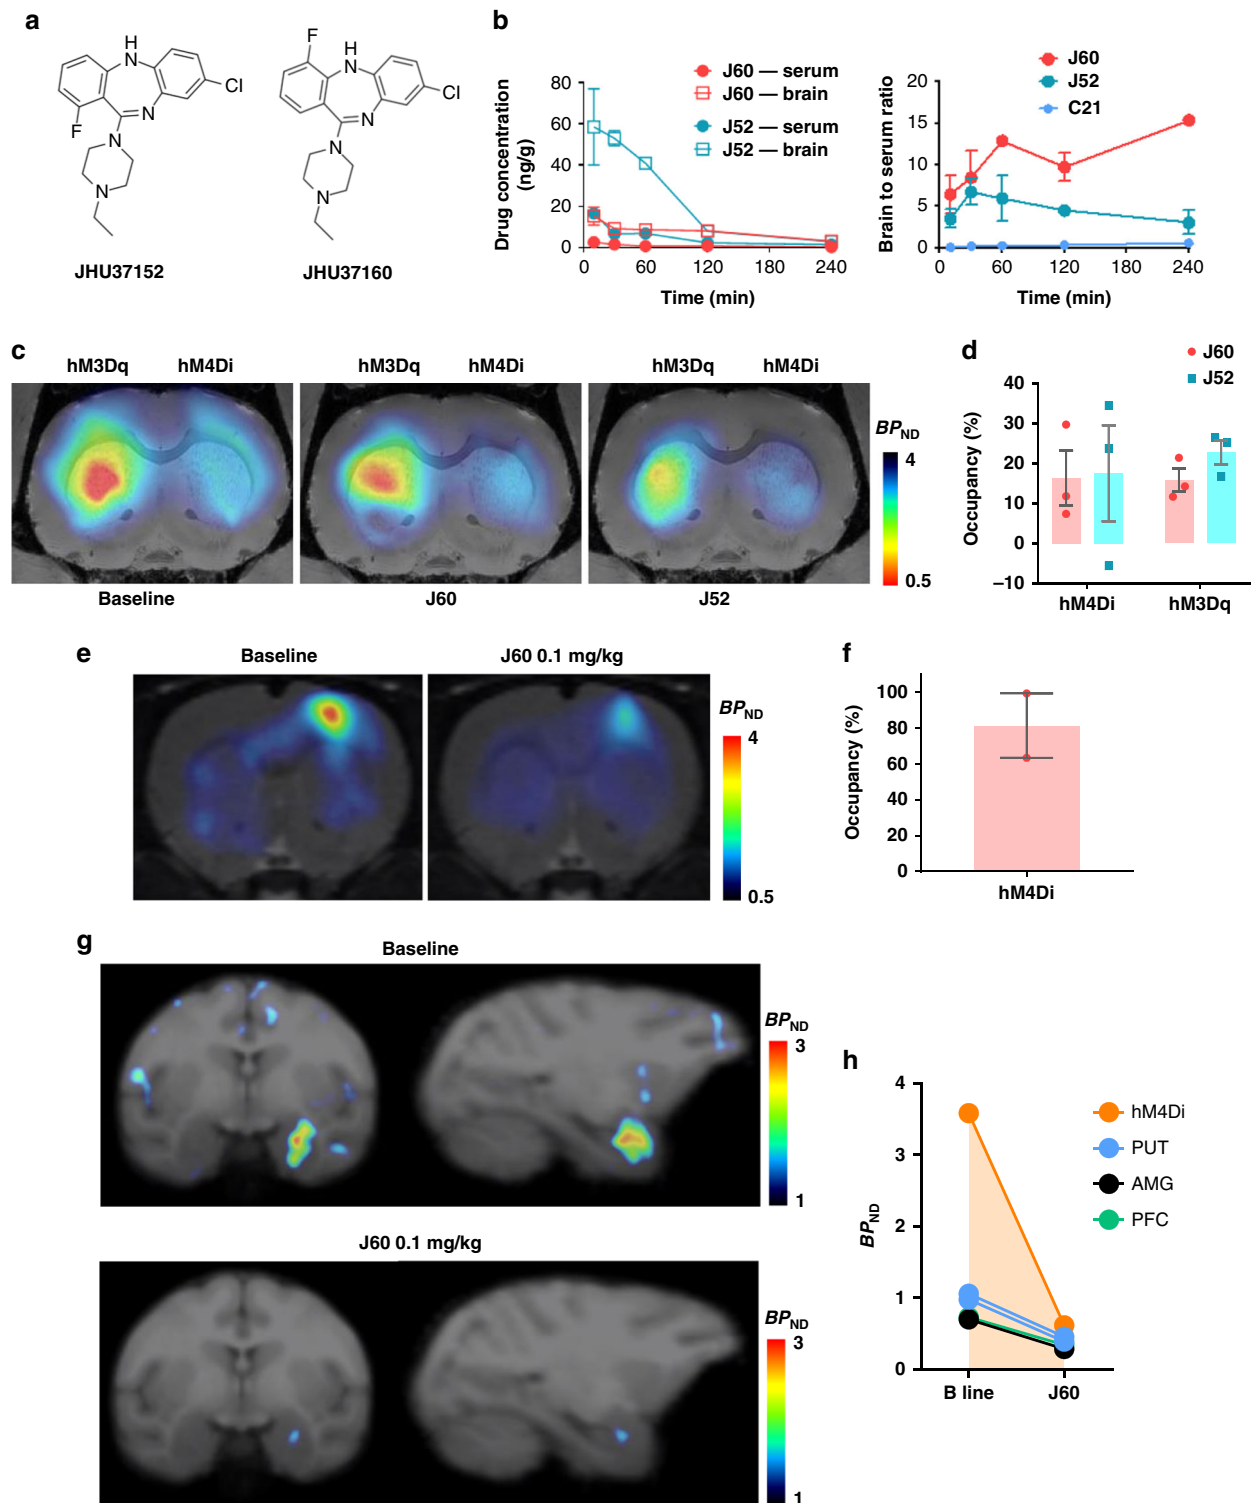 a
H
N
Cl
N
F
N
N
JHU37152
F
H
N
Cl
N
N
N
JHU37160
b
Drug concentration
(ng/g)
80
60
40
20
0
0
60
120
180
240
Time (min)
J60 — serum
J60 — brain
J52 — serum
J52 — brain
Brain to serum ratio
20
15
10
5
0
0
60
120
180
240
Time (min)
J60
J52
C21
c
hM3Dq hM4Di
hM3Dq hM4Di
hM3Dq hM4Di
Baseline
J60
J52
BPND
4
0.5
d
J60
J52
Occupancy (%)
40
30
20
10
0
–10
hM4Di
hM3Dq
e
Baseline
J60 0.1 mg/kg
BPND
4
0.5
f
Occupancy (%)
100
80
60
40
20
0
hM4Di
g
Baseline
BPND
3
1
J60 0.1 mg/kg
BPND
3
1
h
BPND
4
3
2
1
0
B line
J60
hM4Di
PUT
AMG
PFC